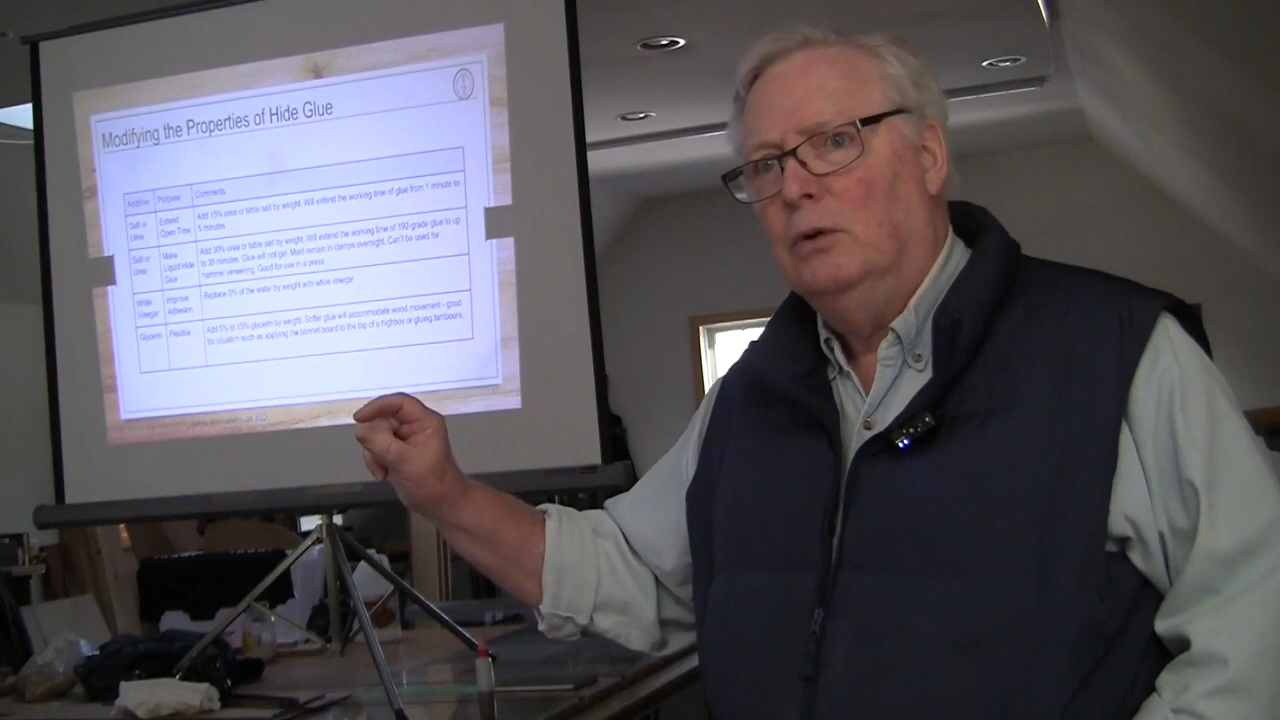 Modifying the Properties of Hide Glue
Additive Purpose Comments
Salt or Extend Add 15% urea or table salt by weight. Will extend the working time of glue from 1 minute to
Urea Open Time 5 minutes
Salt or Make Add 30% urea or table salt by weight. Will extend the working time of 192-grade glue to up
Urea Liquid Hide to 35 minutes. Glue will not gel. Must remain in clamps overnight. Can't be used for
Glue hammer veneering. Good for use in a press.
White Improve Replace 5% of the water by weight with white vinegar
Vinegar Adhesion
Glycerin Flexible Add 5% to 15% glycerin by weight. Softer glue will accommodate wood movement - good
for situation such as applying the bonnet board to the top of a highboy or gluing tambours.